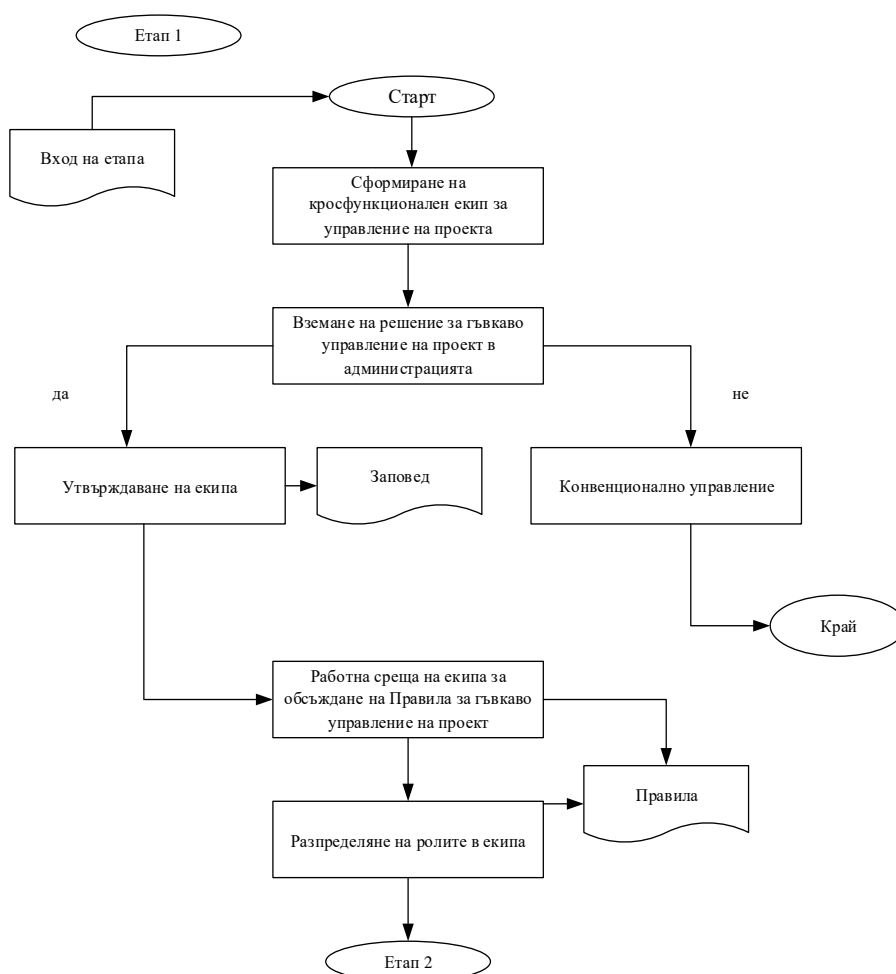 Етап 1
Старт
Вход на етапа
Сформиране на
кросфункционален екип за
управление на проекта
Вземане на решение за гъвкаво
управление на проект в
администрацията
да
не
Утвърждаване на екипа
Заповед
Конвенционално управление
Край
Работна среща на екипа за
обсъждане на Правила за гъвкаво
управление на проект
Правила
Разпределяне на ролите в екипа
Етап 2